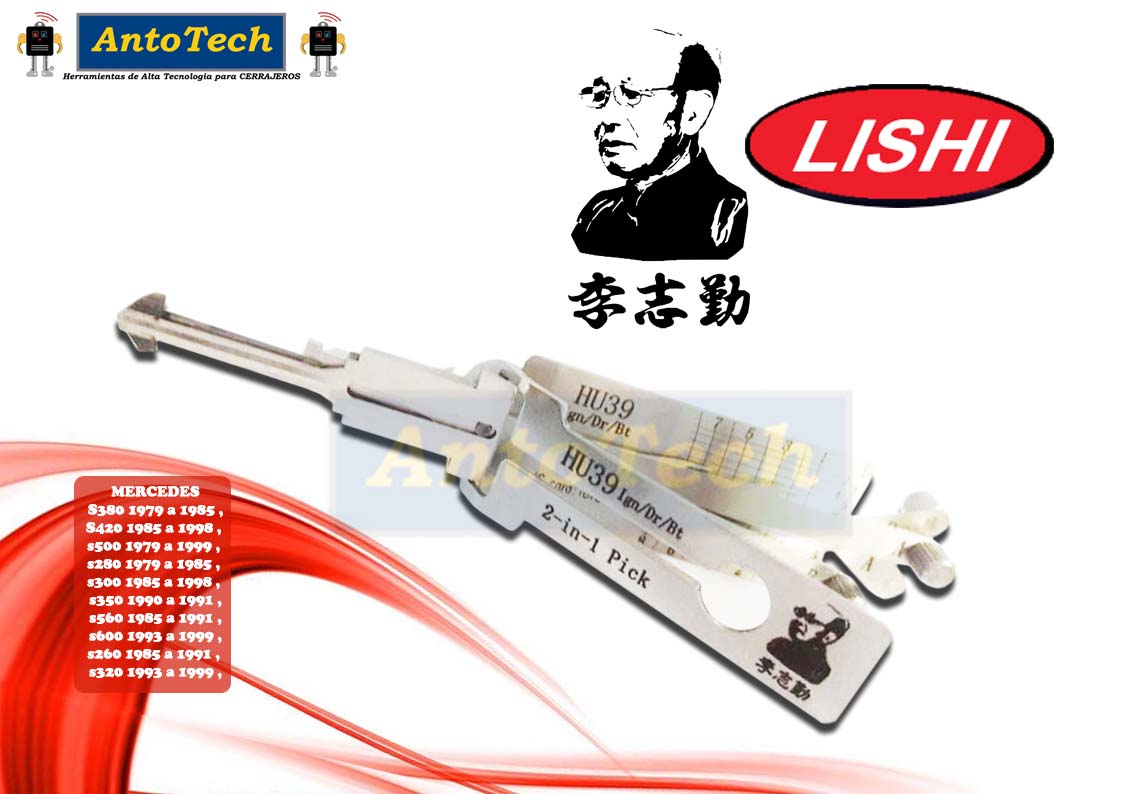 AntoTech
Herramientas de Alta Tecnología para CERRAJEROS
LISHI
李志勤
HU39
gn/Dr/Bt
7 5 3
HU39 Ign/Dr/Bt
2-in-1 Pick
A
李志勤
AntoTech
MERCEDES
S380 1979 a 1985 ,
S420 1985 a 1998 ,
s500 1979 a 1999 ,
s280 1979 a 1985 ,
s300 1985 a 1998 ,
s350 1990 a 1991 ,
s560 1985 a 1991 ,
s600 1993 a 1999 ,
s260 1985 a 1991 ,
s320 1993 a 1999 ,